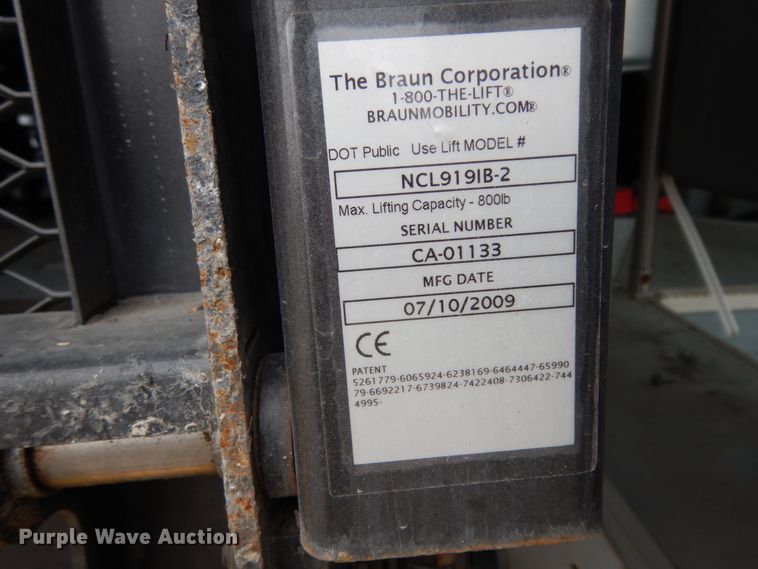 The Braun Corporation®
1-800-THE-LIFT®
BRAUNMOBILITY.COM®
DOT Public Use Lift MODEL #
NCL919IB-2
Max. Lifting Capacity - 800lb
SERIAL NUMBER
CA-01133
MFG DATE
07/10/2009
CE
PATENT
5261779-6065924-6238169-6464447-65990
79-6692217-6739824-7422408-7306422-744
4995-
Purple Wave Auction